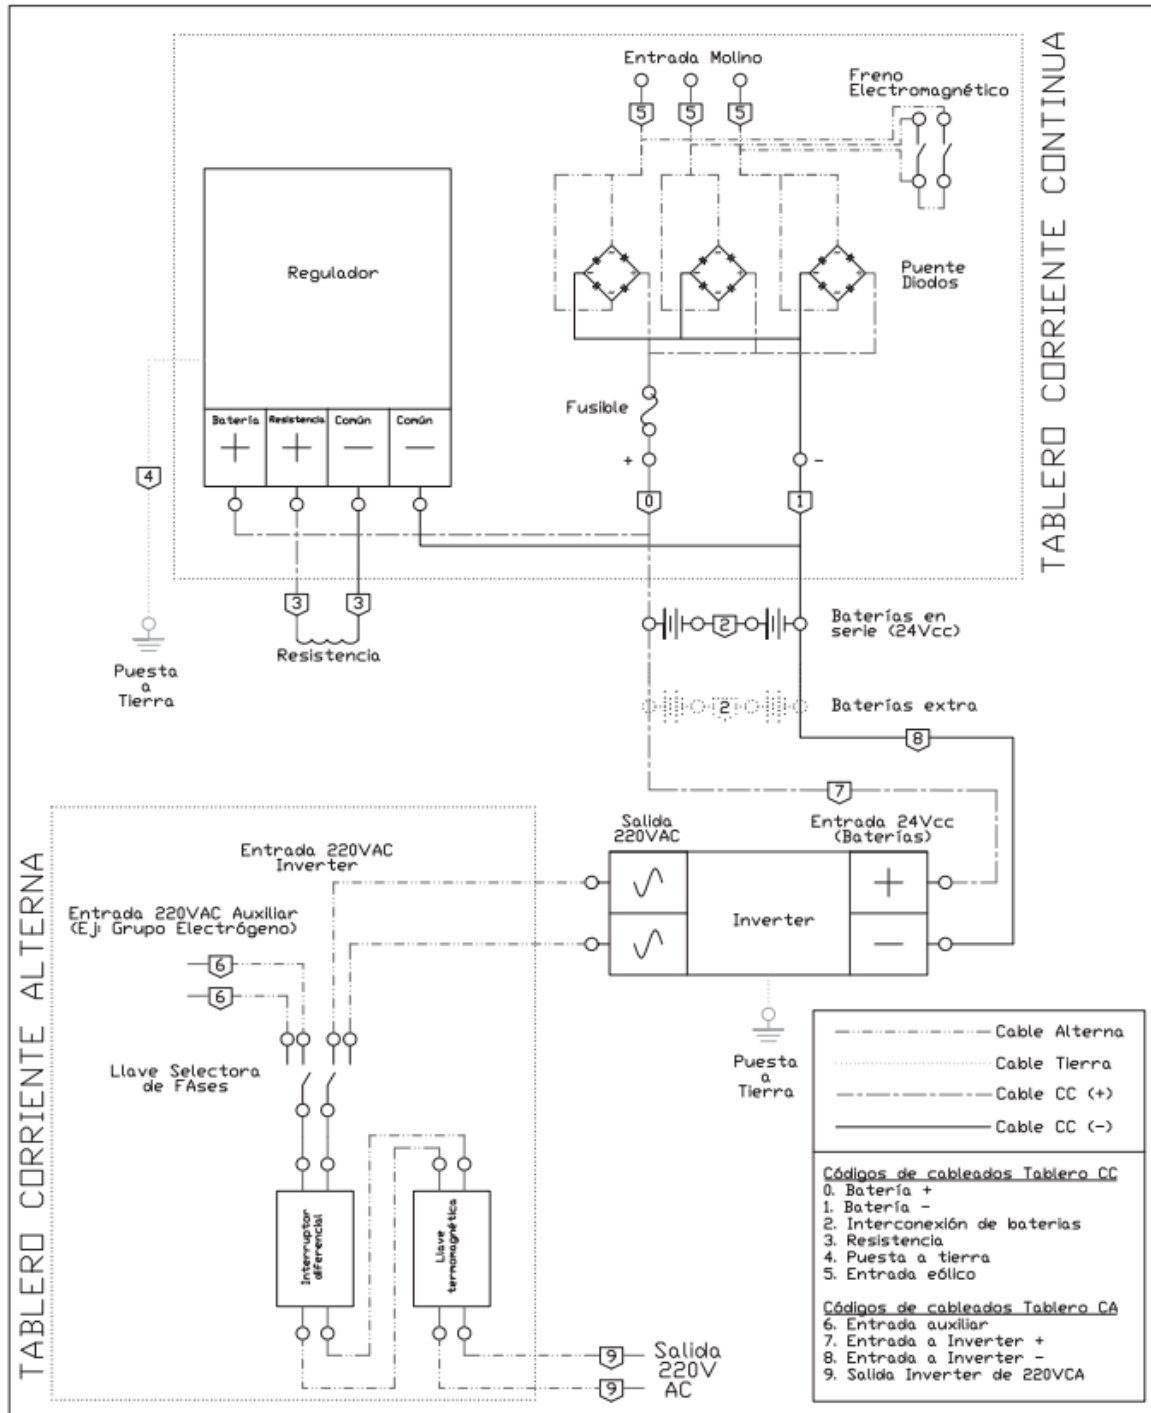 TABLERO CORRIENTE CONTINUA
Entrada Molino
5
5
5
Freno
Electromagnético
Regulador
Puente
Diodos
Batería
Resistencia
Común
Común
+
+
-
-
Fusible
+
-
4
0
1
3
3
Resistencia
Puesta
a
Tierra
2
Baterías en
serie (24Vcc)
2
Baterías extra
8
7
TABLERO CORRIENTE ALTERNA
Salida
220VAC
Entrada 24Vcc
(Baterías)
Inverter
+
-
Entrada 220VAC
Inverter
Entrada 220VAC Auxiliar
(Ej: Grupo Electrógeno)
6
6
Llave Selectora
de FAses
Puesta
a
Tierra
Interruptor
diferencial
Llave
termomagnética
9
9
Salida
220V
AC
Cable Alterna
Cable Tierra
Cable CC (+)
Cable CC (-)
Códigos de cableados Tablero CC
0. Batería +
1. Batería -
2. Interconexión de baterias
3. Resistencia
4. Puesta a tierra
5. Entrada eólico
Códigos de cableados Tablero CA
6. Entrada auxiliar
7. Entrada a Inverter +
8. Entrada a Inverter -
9. Salida Inverter de 220VCA